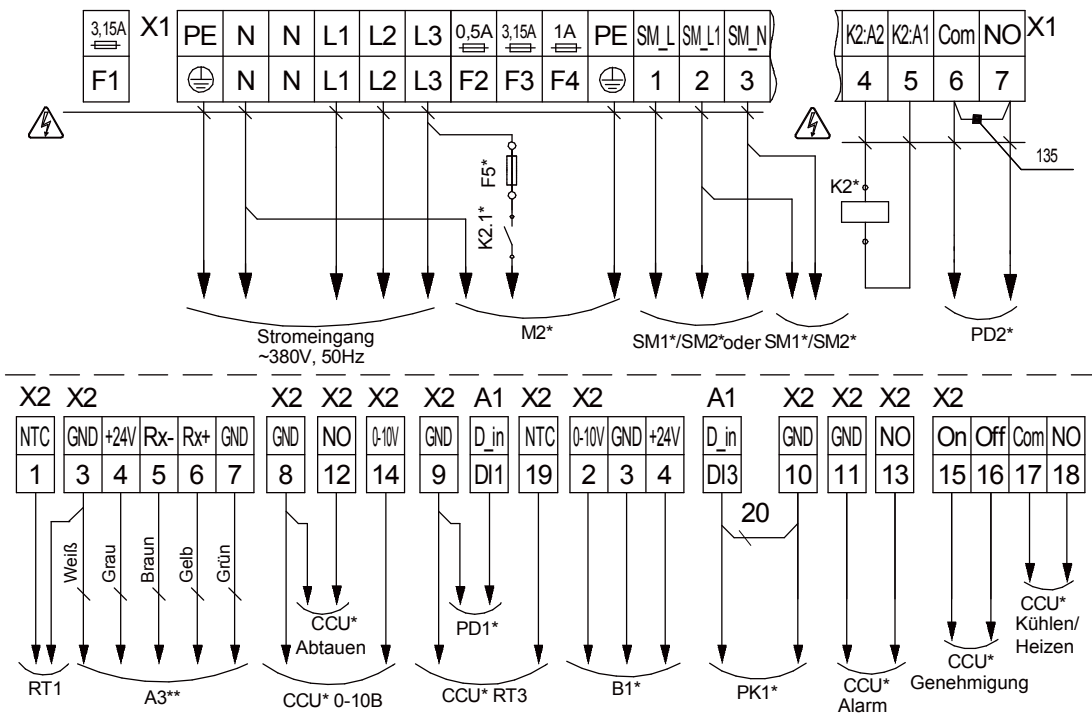 3,15A X1 PE N N L1 L2 L3 0,5A 3,15A 1A PE SM_L SM_L1 SM_N K2:A2 K2:A1 Com NO X1
F1 N N L1 L2 L3 F2 F3 F4 1 2 3 4 5 6 7
135
F5*
K2.1*
K2*
Stromeingang
~380V, 50Hz
M2*
SM1*/SM2* oder SM1*/SM2*
PD2*
X2 X2 X2 X2 X2 X2 A1 X2 X2 A1 X2 X2 X2 X2
NTC GND +24V Rx- Rx+ GND GND NO 0-10V GND D_in NTC 0-10V GND +24V D_in GND GND NO On Off Com NO
1 3 4 5 6 7 8 12 14 9 DI1 19 2 3 4 DI3 10 11 13 15 16 17 18
20
Weiß
Grau
Braun
Gelb
Grün
CCU*
Abtauen
PD1*
CCU*
Kühlen/
Heizen
RT1
A3**
CCU* 0-10B
CCU* RT3
B1*
PK1*
CCU*
Alarm
CCU*
Genehmigung